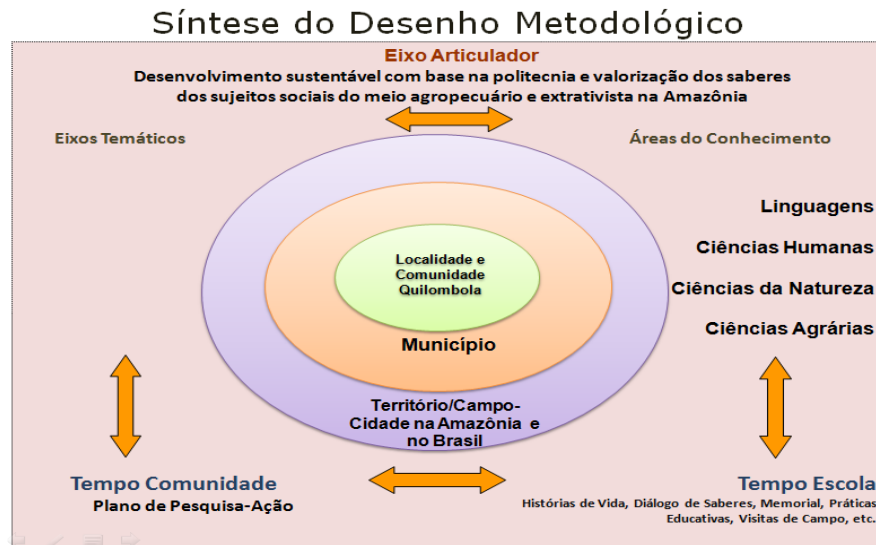 Síntese do Desenho Metodológico
Eixo Articulador
Desenvolvimento sustentável com base na politecnia e valorização dos saberes
dos sujeitos sociais do meio agropecuário e extrativista na Amazônia
Eixos Temáticos
Áreas do Conhecimento
Linguagens
Ciências Humanas
Ciências da Natureza
Ciências Agrárias
Localidade e
Comunidade
Quilombola
Município
Território/Campo-
Cidade na Amazônia e
no Brasil
Tempo Comunidade
Plano de Pesquisa-Ação
Tempo Escola
Histórias de Vida, Diálogo de Saberes, Memorial, Práticas
Educativas, Visitas de Campo, etc.